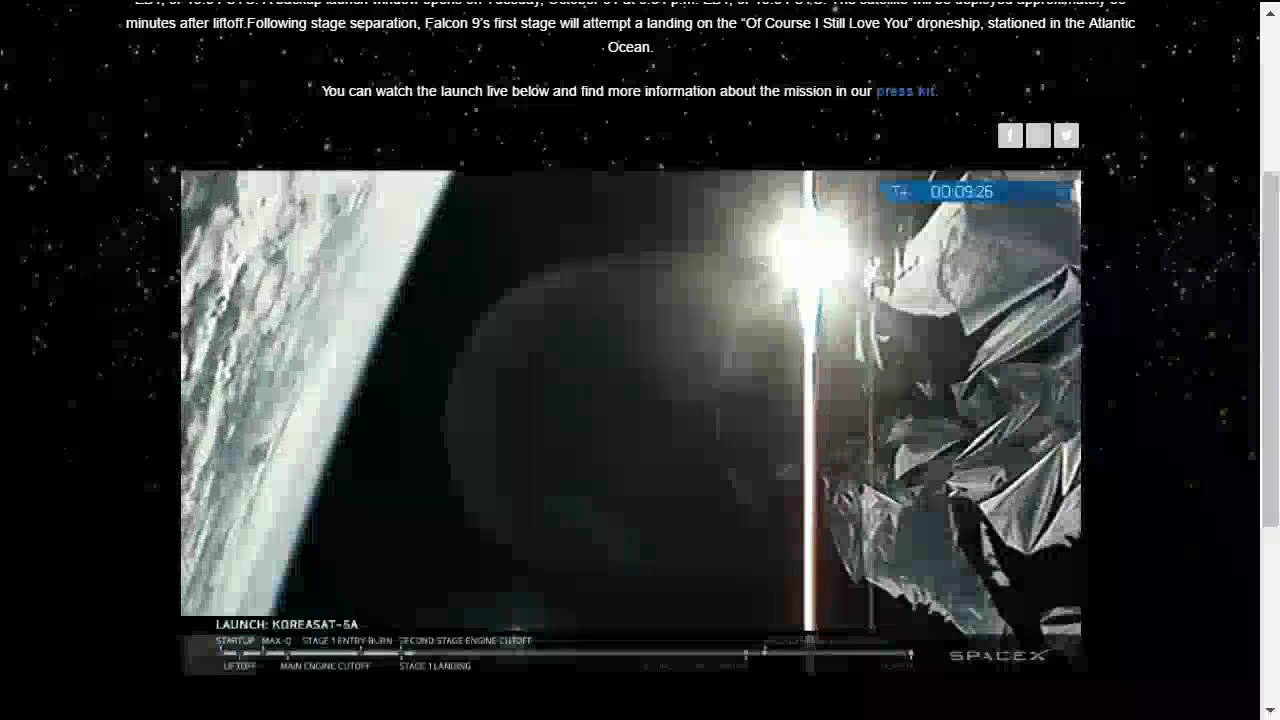 minutes after liftoff.Following stage separation, Falcon 9's first stage will attempt a landing on the "Of Course I Still Love You" droneship, stationed in the Atlantic
Ocean.
You can watch the launch live below and find more information about the mission in our press kit.
T+ 00:09:26
LAUNCH: KOREASAT-5A
STARTUP MAX-Q STAGE 1 ENTRY BURN SECOND STAGE ENGINE CUTOFF
LIFTOFF MAIN ENGINE CUTOFF STAGE 1 LANDING
SPACEX